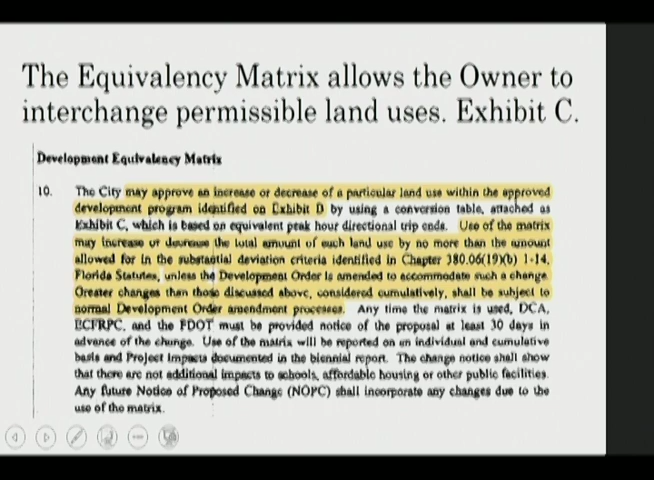 The Equivalency Matrix allows the Owner to
interchange permissible land uses. Exhibit C.
Development Equivalency Matrix
10. The City may approve an increase or decrease of a particular land use within the approved
development program identified on Exhibit D by using a conversion table, attached as
Exhibit C, which is based on equivalent peak hour directional trip ends. Use of the matrix
may increase or decrease the total amount of each land use by no more than the amount
allowed for in the substantial deviation criteria identified in Chapter 380.06(19)(b) 1-14,
Florida Statutes, unless the Development Order is amended to accommodate such a change.
Greater changes than those discussed above, considered cumulatively, shall be subject to
normal Development Order amendment processes. Any time the matrix is used, DCA,
ECFRPC, and the FDOT must be provided notice of the proposal at least 30 days in
advance of the change. Use of the matrix will be reported on an individual and cumulative
basis and Project Impacts documented in the biennial report. The change notice shall show
that there are not additional impacts to schools, affordable housing or other public facilities.
Any future Notice of Proposed Change (NOPC) shall incorporate any changes due to the
use of the matrix.